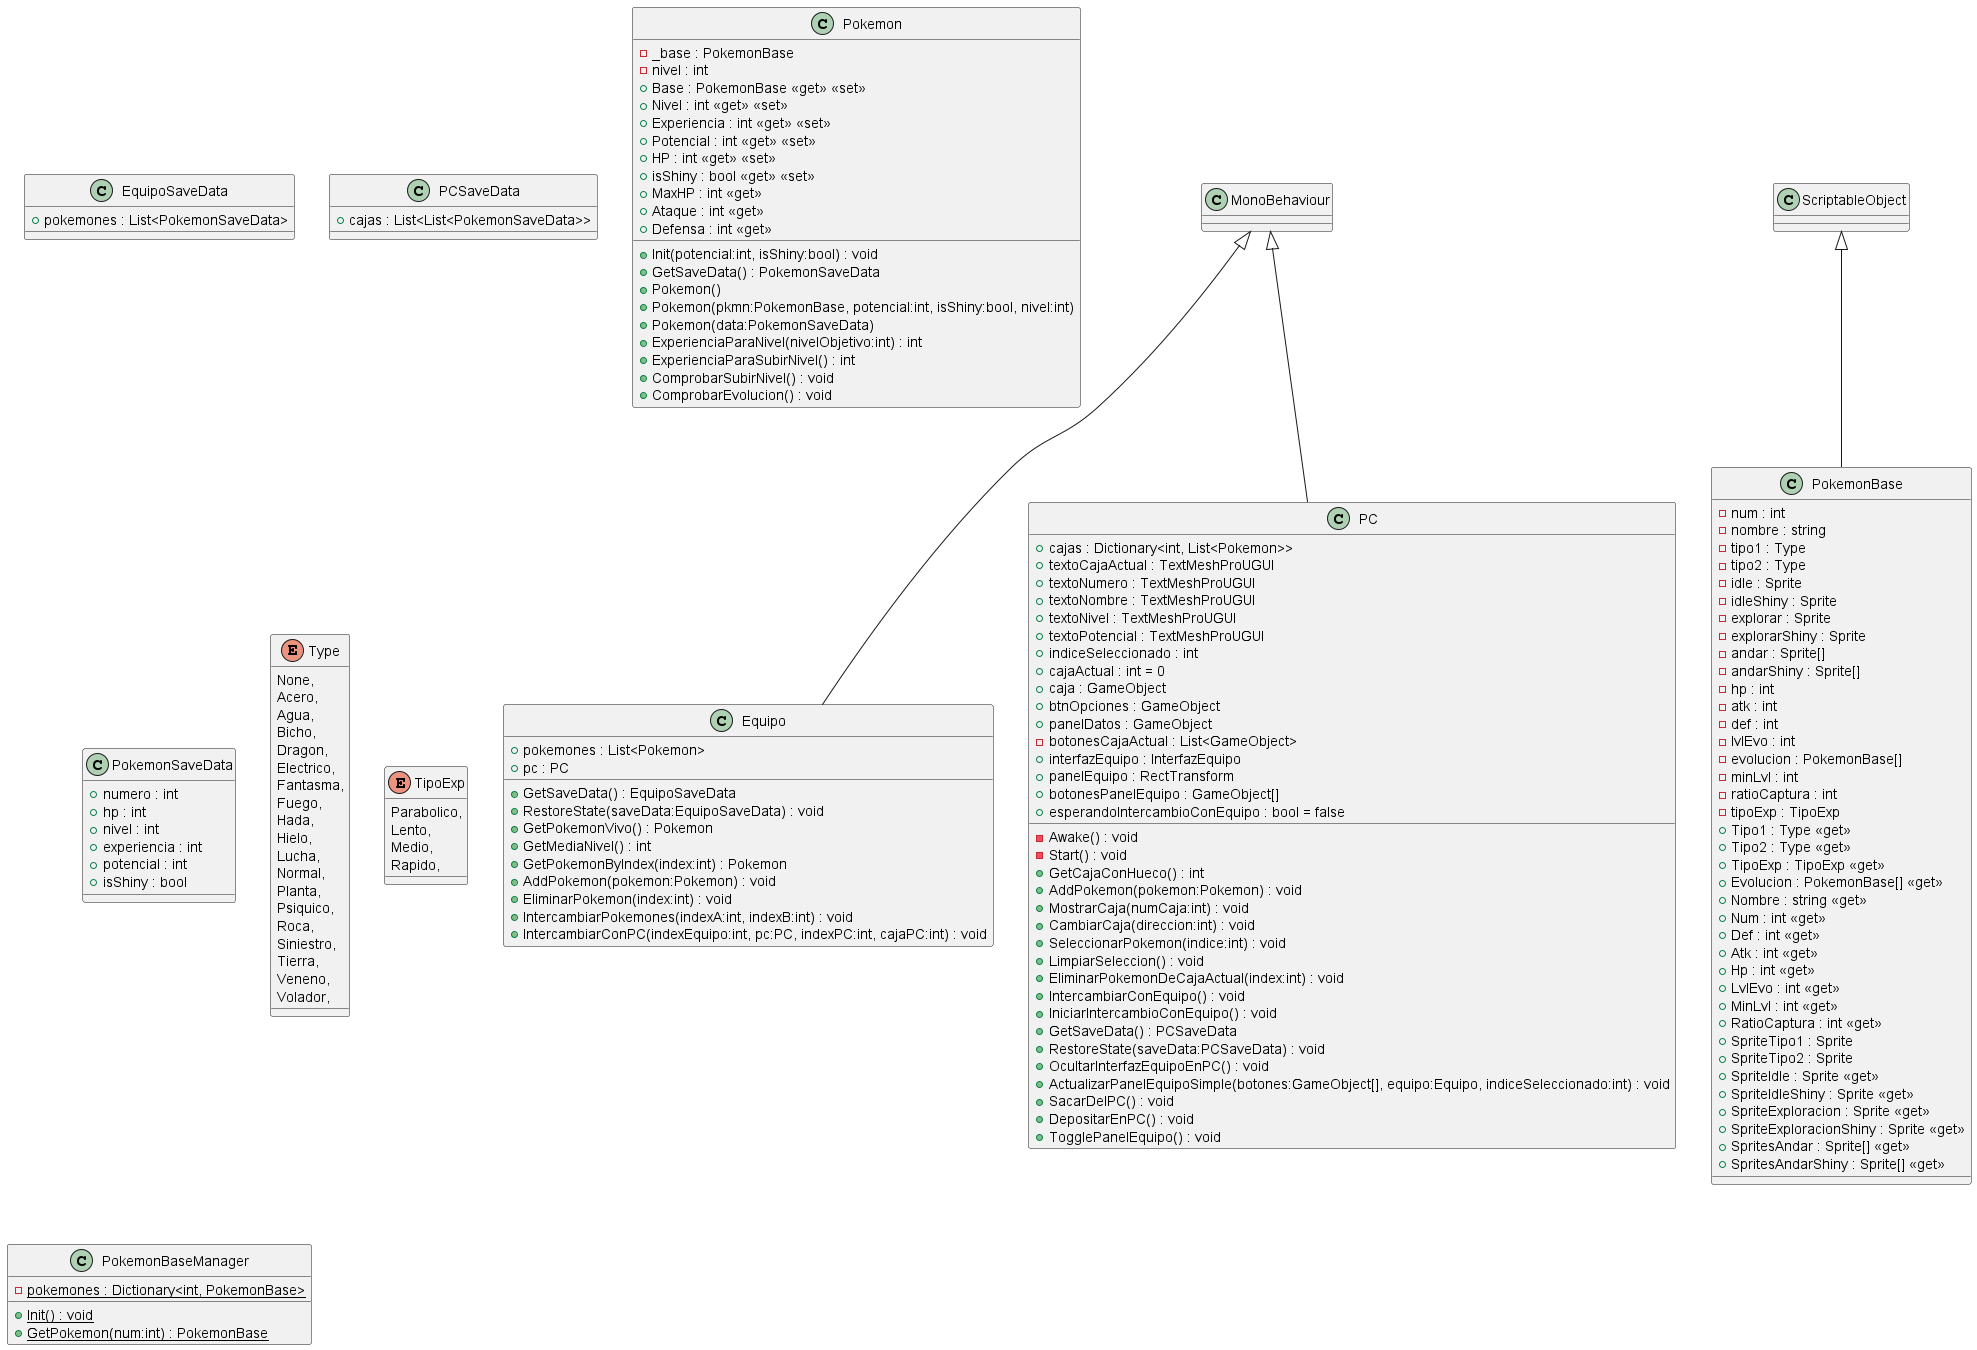 C Pokemon
_base : PokemonBase
nivel : int
Base : PokemonBase «get» «set»
Nivel : int «get» «set»
Experiencia : int «get» «set»
Potencial : int «get» «set»
HP : int «get» «set»
isShiny : bool «get» «set»
MaxHP : int «get»
Ataque : int «get»
Defensa : int «get»
Init(potencial:int, isShiny:bool) : void
GetSaveData() : PokemonSaveData
Pokemon()
Pokemon(pkmn:PokemonBase, potencial:int, isShiny:bool, nivel:int)
Pokemon(data:PokemonSaveData)
ExperienciaParaNivel(nivelObjetivo:int) : int
ExperienciaParaSubirNivel() : int
ComprobarSubirNivel() : void
ComprobarEvolucion() : void
C EquipoSaveData
pokemones : List<PokemonSaveData>
C PCSaveData
cajas : List<List<PokemonSaveData>>
C MonoBehaviour
C ScriptableObject
C PokemonSaveData
numero : int
hp : int
nivel : int
experiencia : int
potencial : int
isShiny : bool
E Type
None,
Acero,
Agua,
Bicho,
Dragon,
Electrico,
Fantasma,
Fuego,
Hada,
Hielo,
Lucha,
Normal,
Planta,
Psiquico,
Roca,
Siniestro,
Tierra,
Veneno,
Volador,
E TipoExp
Parabolico,
Lento,
Medio,
Rapido,
C Equipo
pokemones : List<Pokemon>
pc : PC
GetSaveData() : EquipoSaveData
RestoreState(saveData:EquipoSaveData) : void
GetPokemonVivo() : Pokemon
GetMediaNivel() : int
GetPokemonByIndex(index:int) : Pokemon
AddPokemon(pokemon:Pokemon) : void
EliminarPokemon(index:int) : void
IntercambiarPokemones(indexA:int, indexB:int) : void
IntercambiarConPC(indexEquipo:int, pc:PC, indexPC:int, cajaPC:int) : void
C PC
cajas : Dictionary<int, List<Pokemon>>
textoCajaActual : TextMeshProUGUI
textoNumero : TextMeshProUGUI
textoNombre : TextMeshProUGUI
textoNivel : TextMeshProUGUI
textoPotencial : TextMeshProUGUI
indiceSeleccionado : int
cajaActual : int = 0
caja : GameObject
btnOpciones : GameObject
panelDatos : GameObject
botonesCajaActual : List<GameObject>
interfazEquipo : InterfazEquipo
panelEquipo : RectTransform
botonesPanelEquipo : GameObject[]
esperandoIntercambioConEquipo : bool = false
Awake() : void
Start() : void
GetCajaConHueco() : int
AddPokemon(pokemon:Pokemon) : void
MostrarCaja(numCaja:int) : void
CambiarCaja(direccion:int) : void
SeleccionarPokemon(indice:int) : void
LimpiarSeleccion() : void
EliminarPokemonDeCajaActual(index:int) : void
IntercambiarConEquipo() : void
IniciarIntercambioConEquipo() : void
GetSaveData() : PCSaveData
RestoreState(saveData:PCSaveData) : void
OcultarInterfazEquipoEnPC() : void
ActualizarPanelEquipoSimple(botones:GameObject[], equipo:Equipo, indiceSeleccionado:int) : void
SacarDelPC() : void
DepositarEnPC() : void
TogglePanelEquipo() : void
C PokemonBase
num : int
nombre : string
tipo1 : Type
tipo2 : Type
idle : Sprite
idleShiny : Sprite
explorar : Sprite
explorarShiny : Sprite
andar : Sprite[]
andarShiny : Sprite[]
hp : int
atk : int
def : int
lvlEvo : int
evolucion : PokemonBase[]
minLvl : int
ratioCaptura : int
tipoExp : TipoExp
Tipo1 : Type «get»
Tipo2 : Type «get»
TipoExp : TipoExp «get»
Evolucion : PokemonBase[] «get»
Nombre : string «get»
Num : int «get»
Def : int «get»
Atk : int «get»
Hp : int «get»
LvlEvo : int «get»
MinLvl : int «get»
RatioCaptura : int «get»
SpriteTipo1 : Sprite
SpriteTipo2 : Sprite
SpriteIdle : Sprite «get»
SpriteIdleShiny : Sprite «get»
SpriteExploracion : Sprite «get»
SpriteExploracionShiny : Sprite «get»
SpritesAndar : Sprite[] «get»
SpritesAndarShiny : Sprite[] «get»
C PokemonBaseManager
pokemones : Dictionary<int, PokemonBase>
Init() : void
GetPokemon(num:int) : PokemonBase